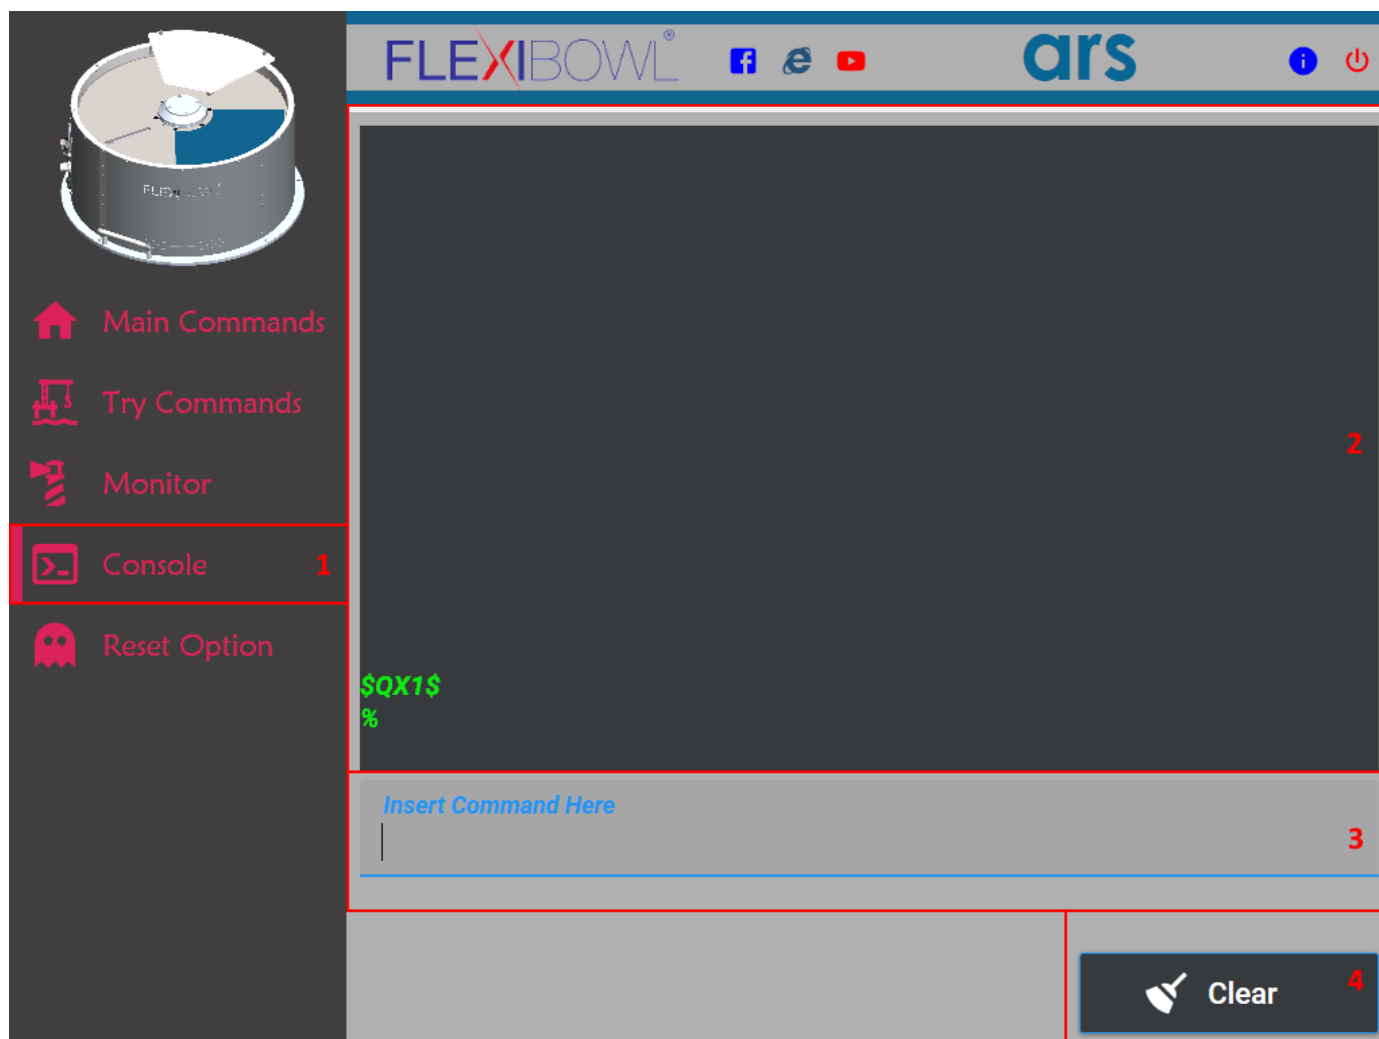 FLEXIBOWL®
ars
Main Commands
Try Commands
Monitor
Console 1
Reset Option
2
$QX1$
%
Insert Command Here
3
Clear 4